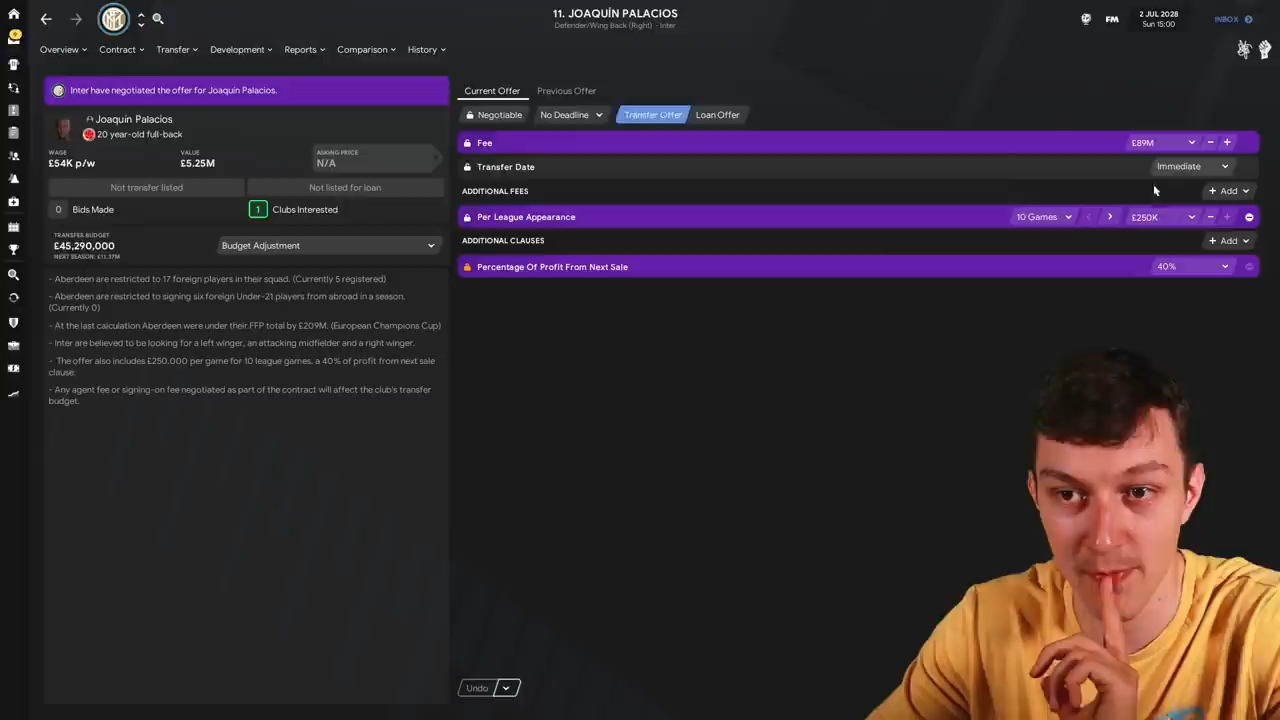 11. JOAQUÍN PALACIOS
Defender/Wing Back (Right) - Inter
FM
2 JUL 2028
Sun 15:00
INBOX
Overview
Contract
Transfer
Development
Reports
Comparison
History
Inter have negotiated the offer for Joaquín Palacios.
Joaquín Palacios
20 year-old full-back
WAGE
£54K p/w
VALUE
£5.25M
ASKING PRICE
N/A
Not transfer listed
Not listed for loan
0 Bids Made
1 Clubs Interested
TRANSFER BUDGET
£45,290,000
NEXT SEASON: £11.37M
Budget Adjustment
- Aberdeen are restricted to 17 foreign players in their squad. (Currently 5 registered)
- Aberdeen are restricted to signing six foreign Under-21 players from abroad in a season.
(Currently 0)
- At the last calculation Aberdeen were under their FFP total by £209M. (European Champions Cup)
- Inter are believed to be looking for a left winger, an attacking midfielder and a right winger.
- The offer also includes £250,000 per game for 10 league games, a 40% of profit from next sale
clause.
- Any agent fee or signing-on fee negotiated as part of the contract will affect the club's transfer
budget.
Current Offer
Previous Offer
Negotiable
No Deadline
Transfer Offer
Loan Offer
Fee
£89M
Transfer Date
Immediate
ADDITIONAL FEES
+ Add
Per League Appearance
10 Games
£250K
ADDITIONAL CLAUSES
+ Add
Percentage Of Profit From Next Sale
40%
Undo